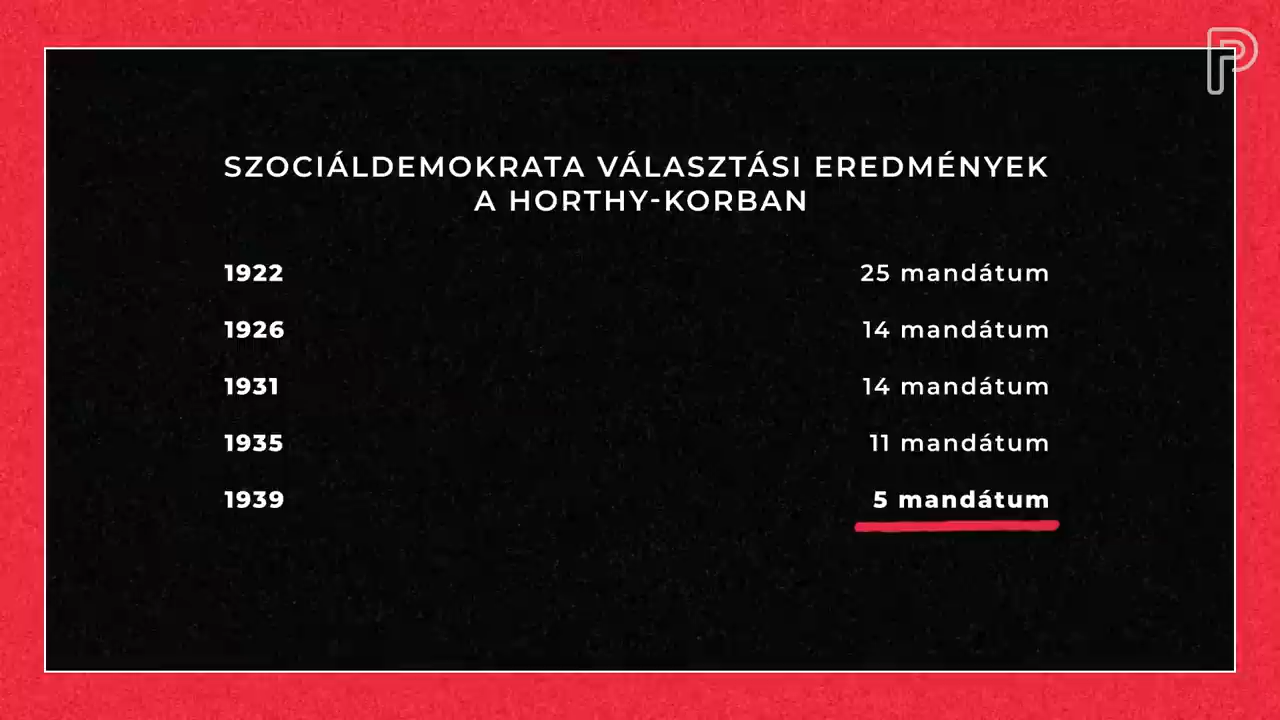 SZOCIÁLDEMOKRATA VÁLASZTÁSI EREDMÉNYEK
A HORTHY-KORBAN
1922 25 mandátum
1926 14 mandátum
1931 14 mandátum
1935 11 mandátum
1939 5 mandátum